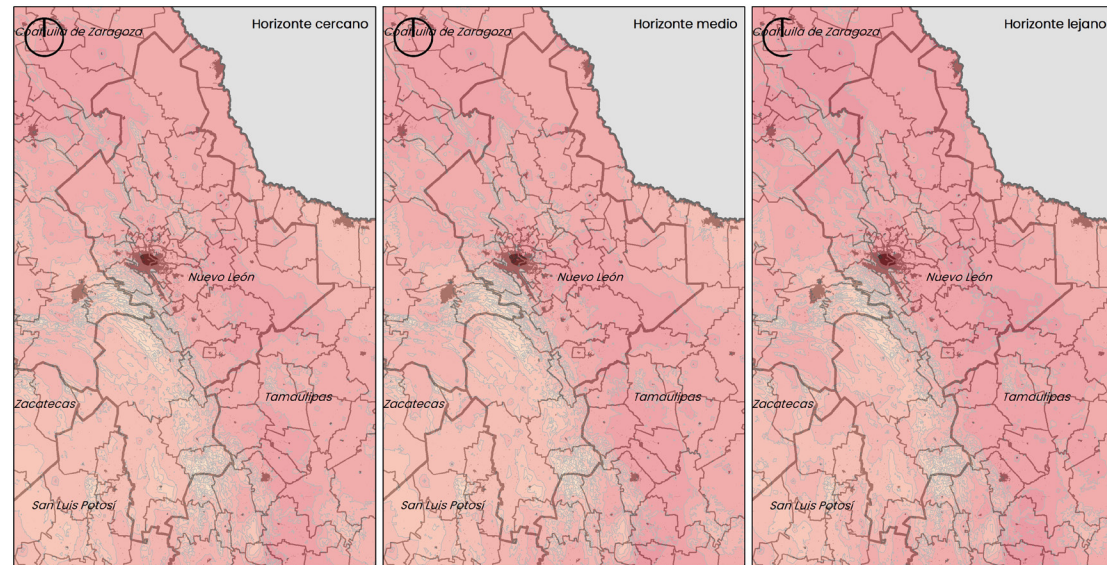 Horizonte cercano
Coahuila de Zaragoza
Nuevo León
Tamaulipas
Zacatecas
San Luis Potosí
Horizonte medio
Coahuila de Zaragoza
Nuevo León
Tamaulipas
Zacatecas
San Luis Potosí
Horizonte lejano
Coahuila de Zaragoza
Nuevo León
Tamaulipas
Zacatecas
San Luis Potosí